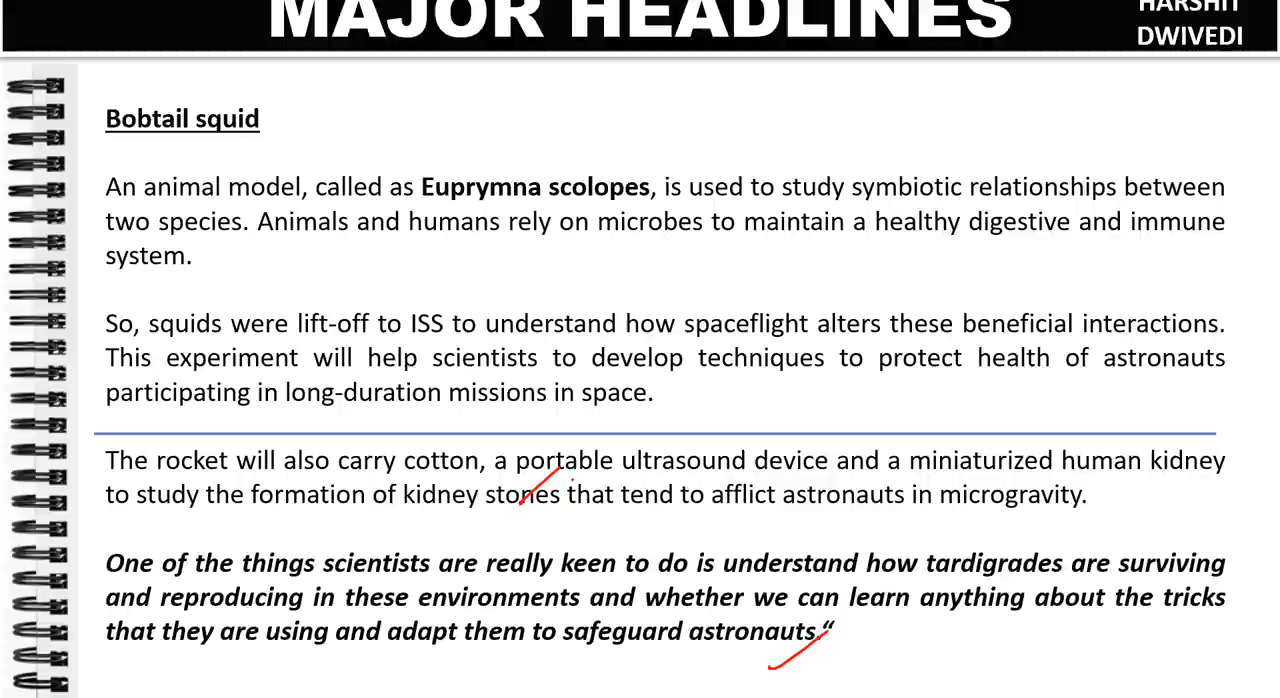 MAJOR HEADLINES
HARSHIT
DWIVEDI
Bobtail squid
An animal model, called as Euprymna scolopes, is used to study symbiotic relationships between
two species. Animals and humans rely on microbes to maintain a healthy digestive and immune
system.
So, squids were lift-off to ISS to understand how spaceflight alters these beneficial interactions.
This experiment will help scientists to develop techniques to protect health of astronauts
participating in long-duration missions in space.
The rocket will also carry cotton, a portable ultrasound device and a miniaturized human kidney
to study the formation of kidney stones that tend to afflict astronauts in microgravity.
One of the things scientists are really keen to do is understand how tardigrades are surviving
and reproducing in these environments and whether we can learn anything about the tricks
that they are using and adapt them to safeguard astronauts.“